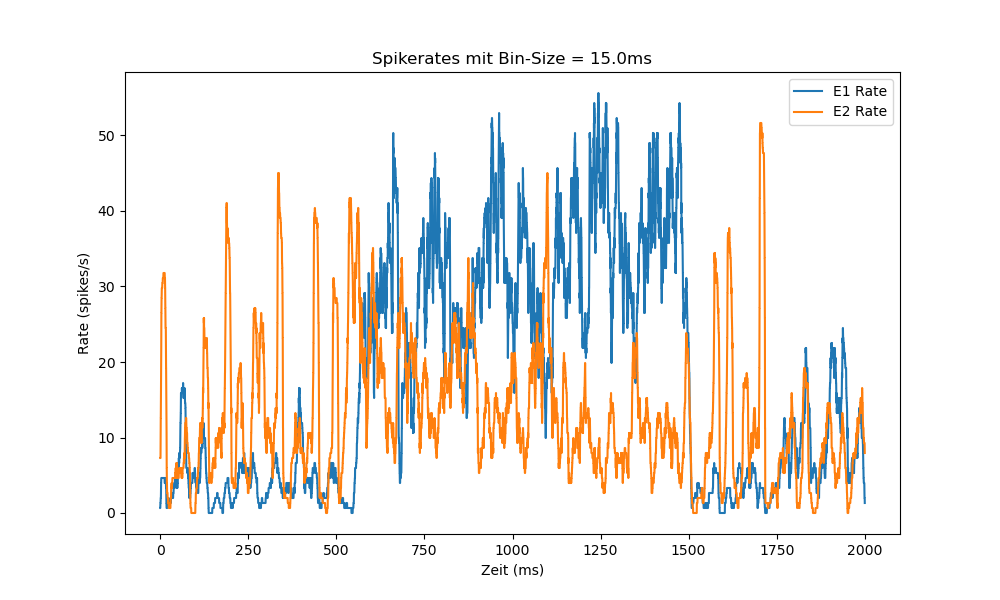 Spikerates mit Bin-Size = 15.0ms
E1 Rate
E2 Rate
50
40
30
20
10
0
Rate (spikes/s)
0 250 500 750 1000 1250 1500 1750 2000
Zeit (ms)